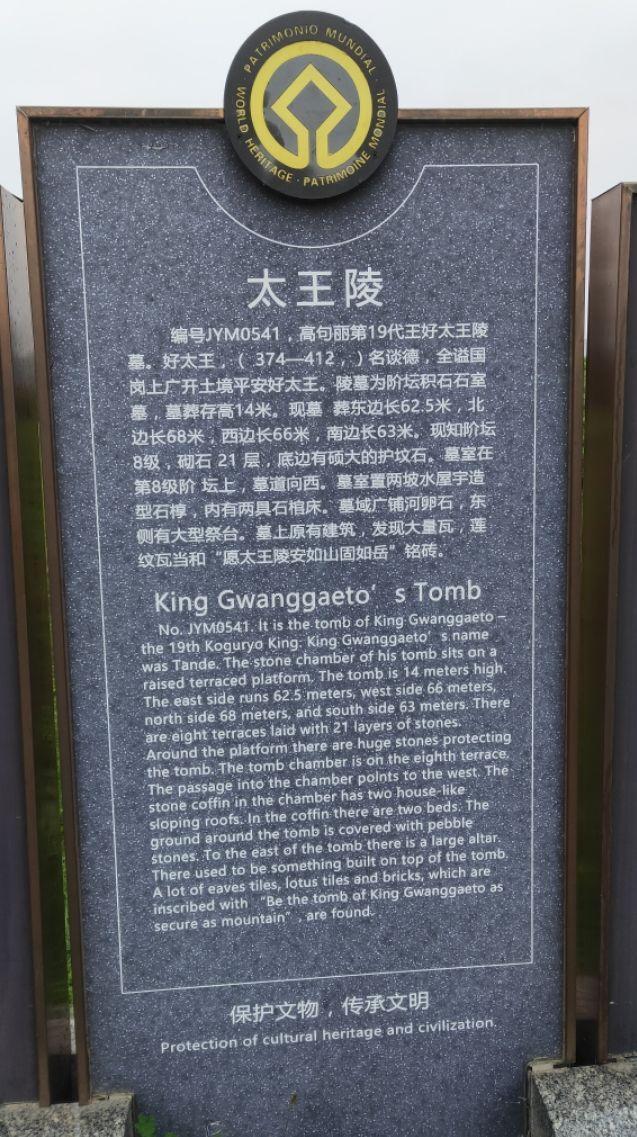 PATRIMONIO MUNDIAL · WORLD HERITAGE · PATRIMOINE MONDIAL
太王陵
编号JYM0541，高句丽第19代王好太王陵
墓。好太王，（ 374—412，）名谈德，全谥国
岗上广开土境平安好太王。陵墓为阶坛积石石室
墓，墓葬存高14米。现墓 葬东边长62.5米，北
边长68米，西边长66米，南边长63米。现知阶坛
8级，砌石 21 层，底边有硕大的护坟石。墓室在
第8级阶 坛上，墓道向西。墓室置两坡水屋宇造
型石椁，内有两具石棺床。墓域广铺河卵石，东
侧有大型祭台。墓上原有建筑，发现大量瓦，莲
纹瓦当和“愿太王陵安如山固如岳”铭砖。
King Gwanggaeto’s Tomb
No. JYM0541. It is the tomb of King Gwanggaeto –
the 19th Koguryo King. King Gwanggaeto’s name
was Tande. The stone chamber of his tomb sits on a
raised terraced platform. The tomb is 14 meters high.
The east side runs 62.5 meters, west side 66 meters,
north side 68 meters, and south side 63 meters. There
are eight terraces laid with 21 layers of stones.
Around the platform there are huge stones protecting
the tomb. The tomb chamber is on the eighth terrace.
The passage into the chamber points to the west. The
stone coffin in the chamber has two house-like
sloping roofs. In the coffin there are two beds. The
ground around the tomb is covered with pebble
stones. To the east of the tomb there is a large altar.
There used to be something built on top of the tomb.
A lot of eaves tiles, lotus tiles and bricks, which are
inscribed with “Be the tomb of King Gwanggaeto as
secure as mountain”, are found.
保护文物，传承文明
Protection of cultural heritage and civilization.